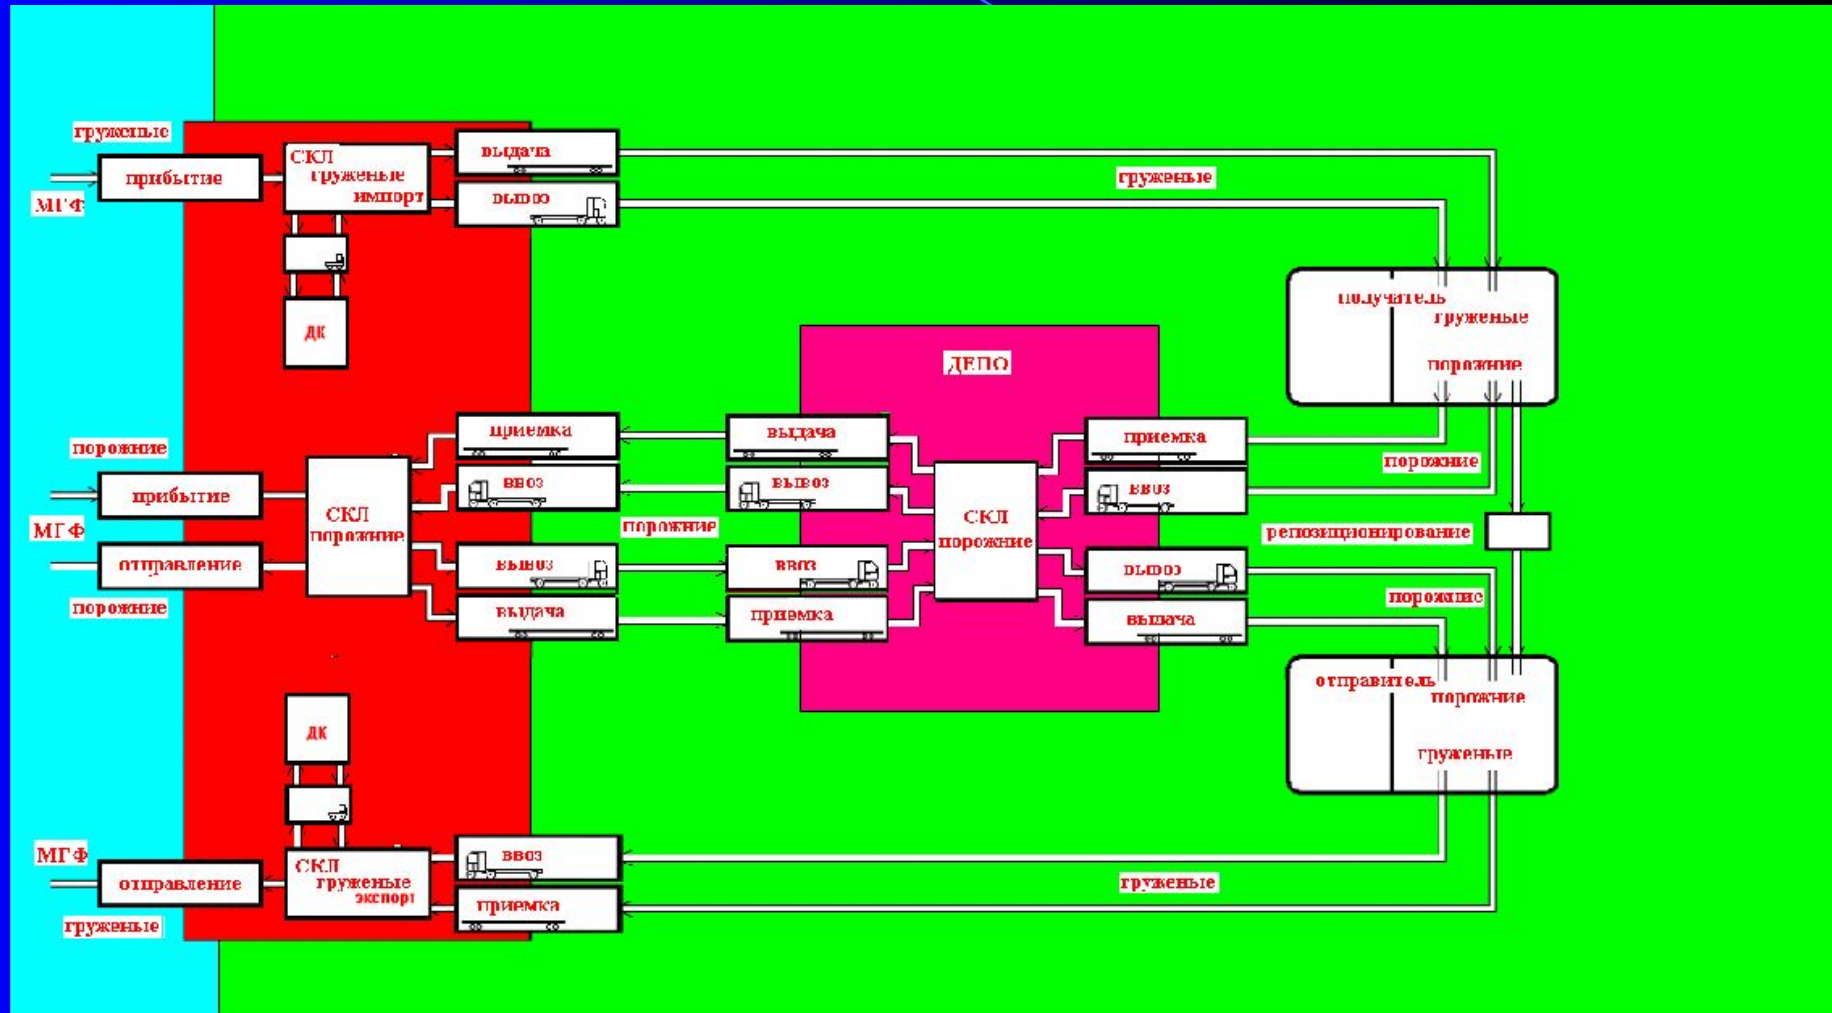 груженые
прибытие
МГФ
СКЛ
груженые
импорт
выдача
вывоз
груженые
ДК
получатель
груженые
порожние
ДЕПО
порожние
прибытие
МГФ
отправление
порожние
СКЛ
порожние
приемка
ввоз
вывоз
выдача
порожние
выдача
вывоз
ввоз
приемка
СКЛ
порожние
приемка
ввоз
вывоз
выдача
порожние
репозиционирование
порожние
отправитель
порожние
груженые
ДК
МГФ
отправление
груженые
СКЛ
груженые
экспорт
ввоз
приемка
груженые